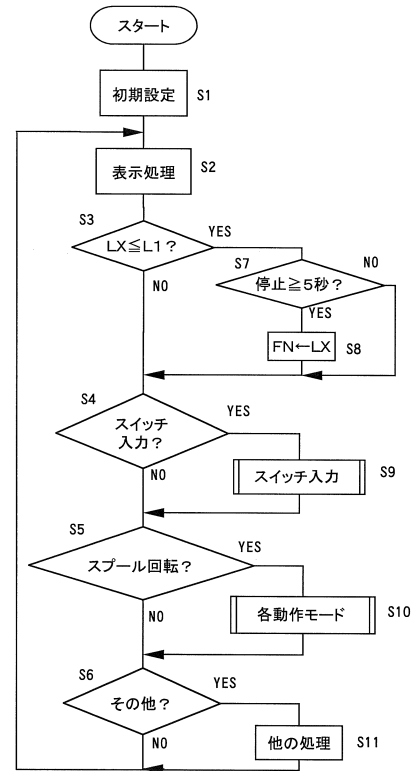 スタート
初期設定 S1
表示処理 S2
S3
LX≦L1? YES
NO
S7
停止≧5秒? NO
YES
FN←LX S8
S4
スイッチ
入力? YES
NO
スイッチ入力 S9
S5
スプール回転? YES
NO
各動作モード S10
S6
その他? YES
NO
他の処理 S11